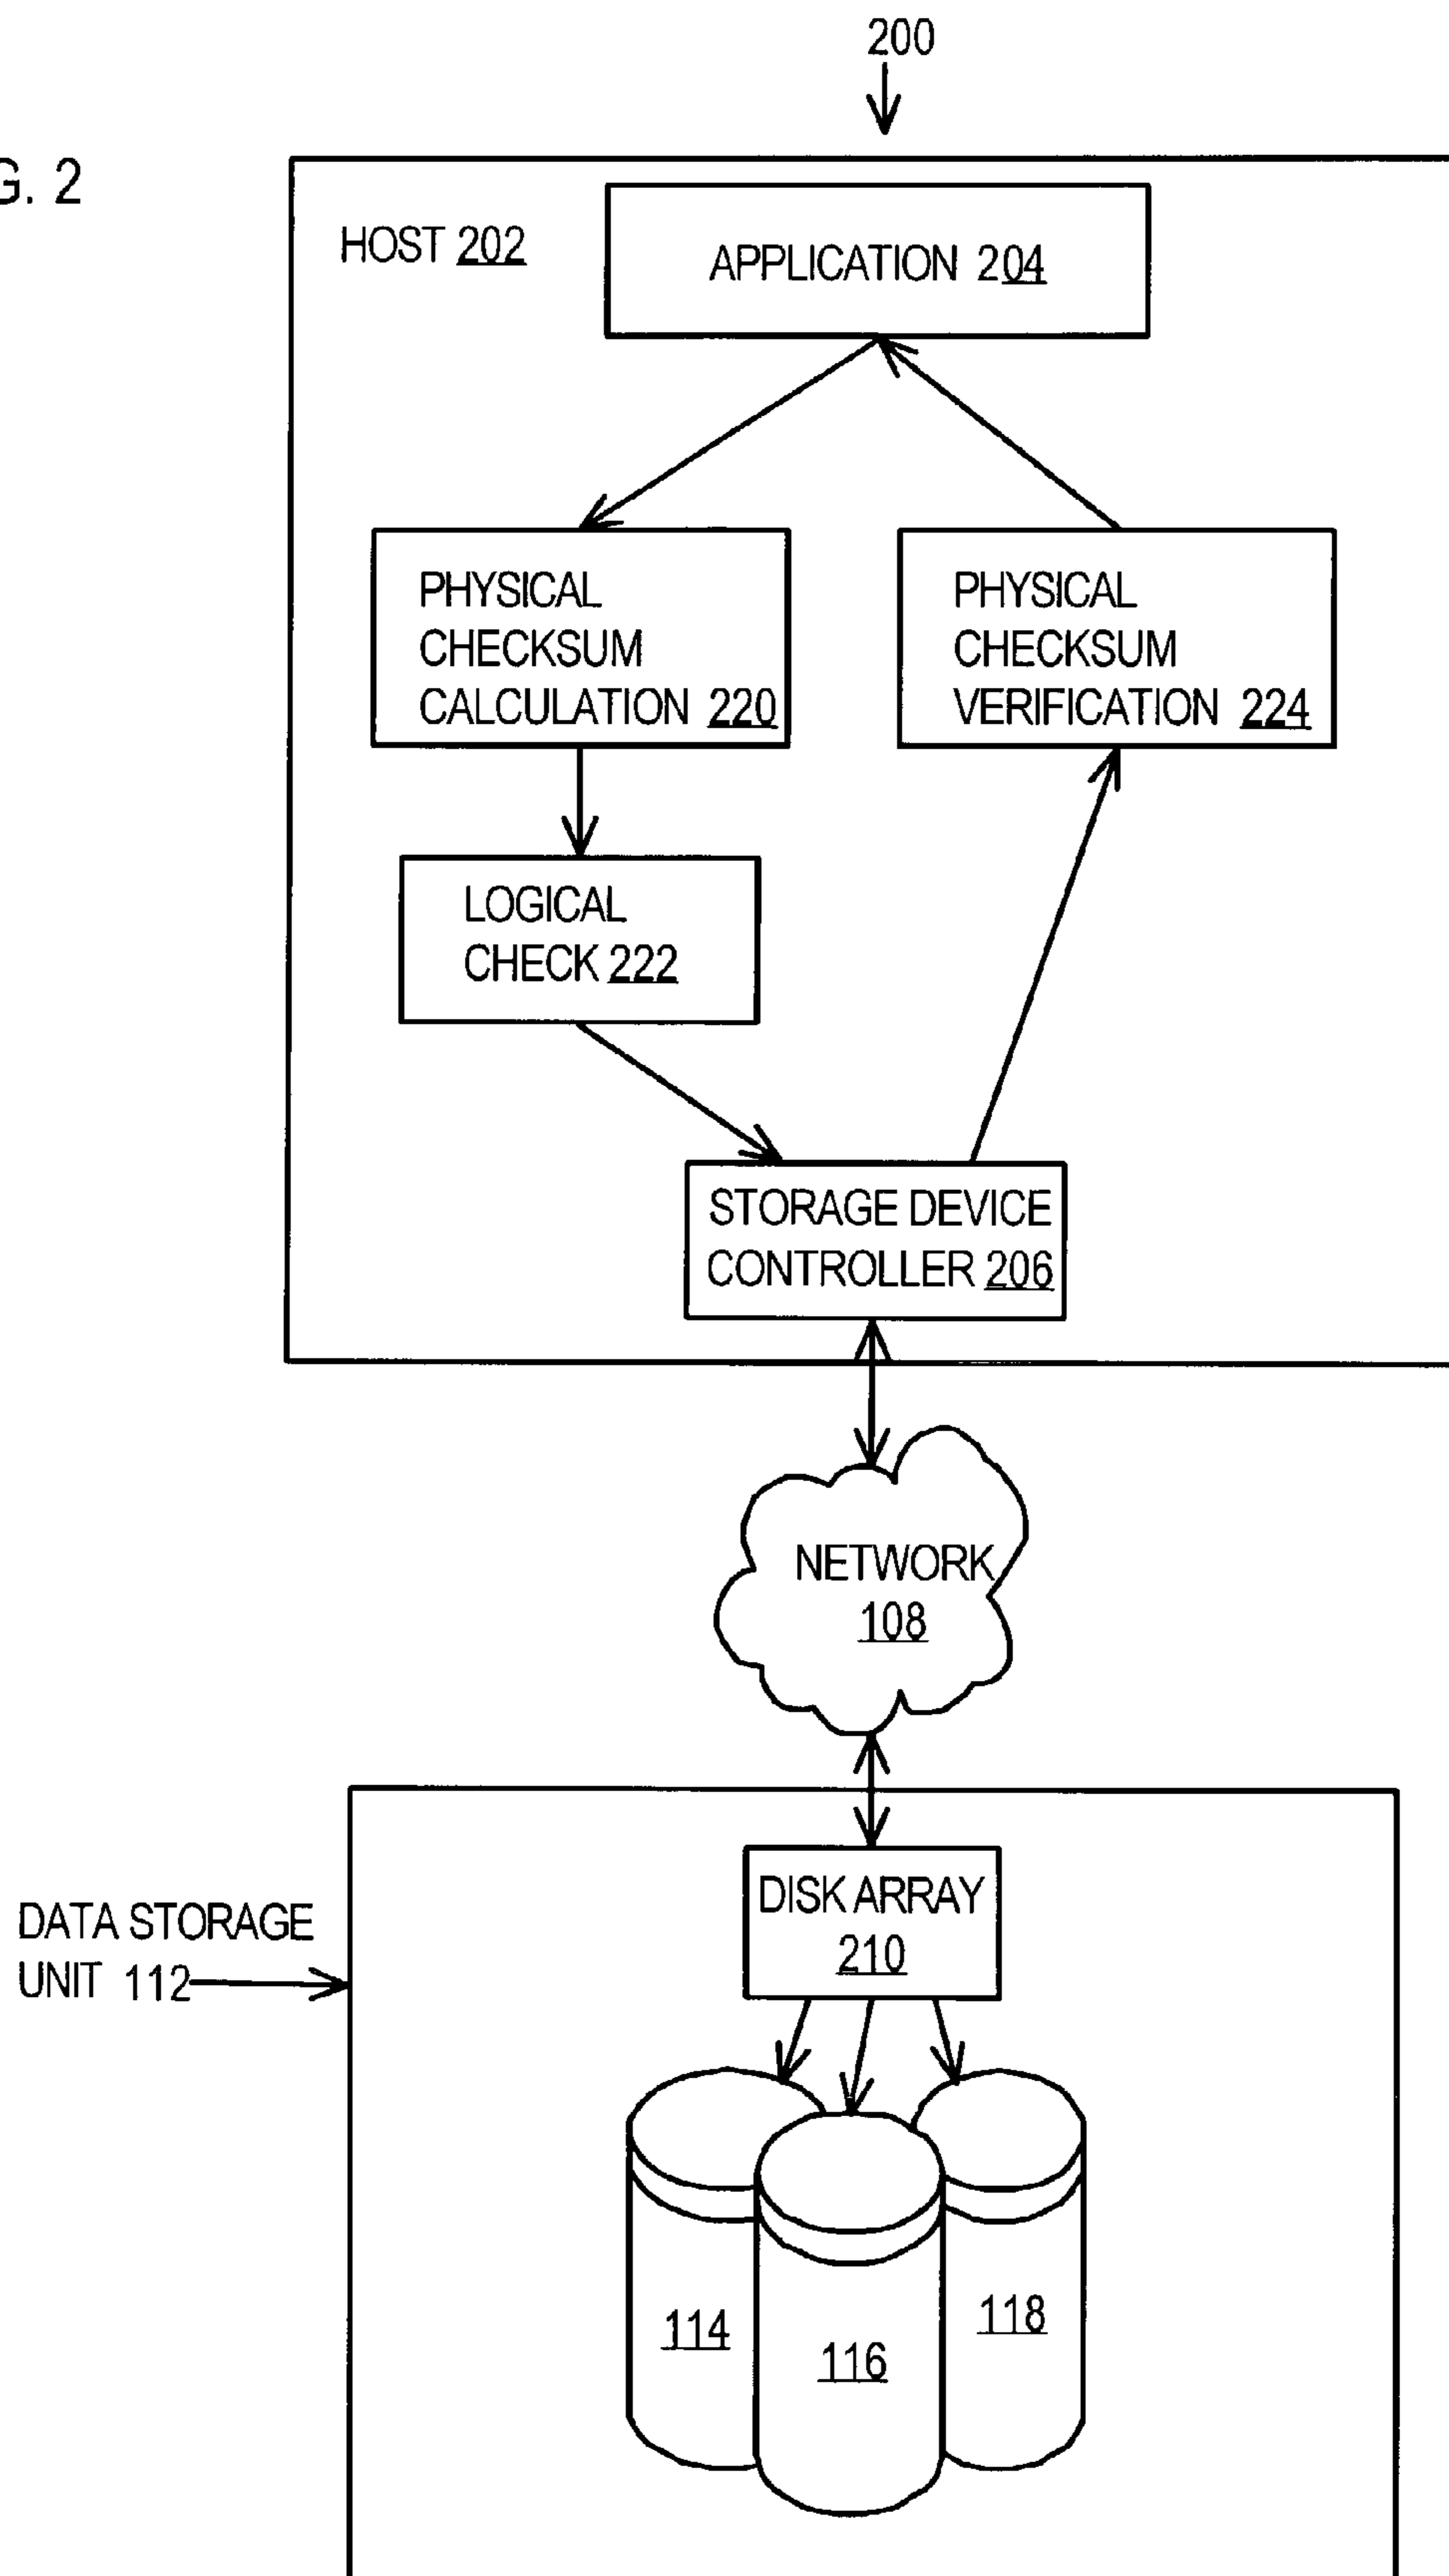 200
G. 2
HOST 202
APPLICATION 204
PHYSICAL
CHECKSUM
CALCULATION 220
PHYSICAL
CHECKSUM
VERIFICATION 224
LOGICAL
CHECK 222
STORAGE DEVICE
CONTROLLER 206
NETWORK
108
DISK ARRAY
210
DATA STORAGE
UNIT 112
114
116
118